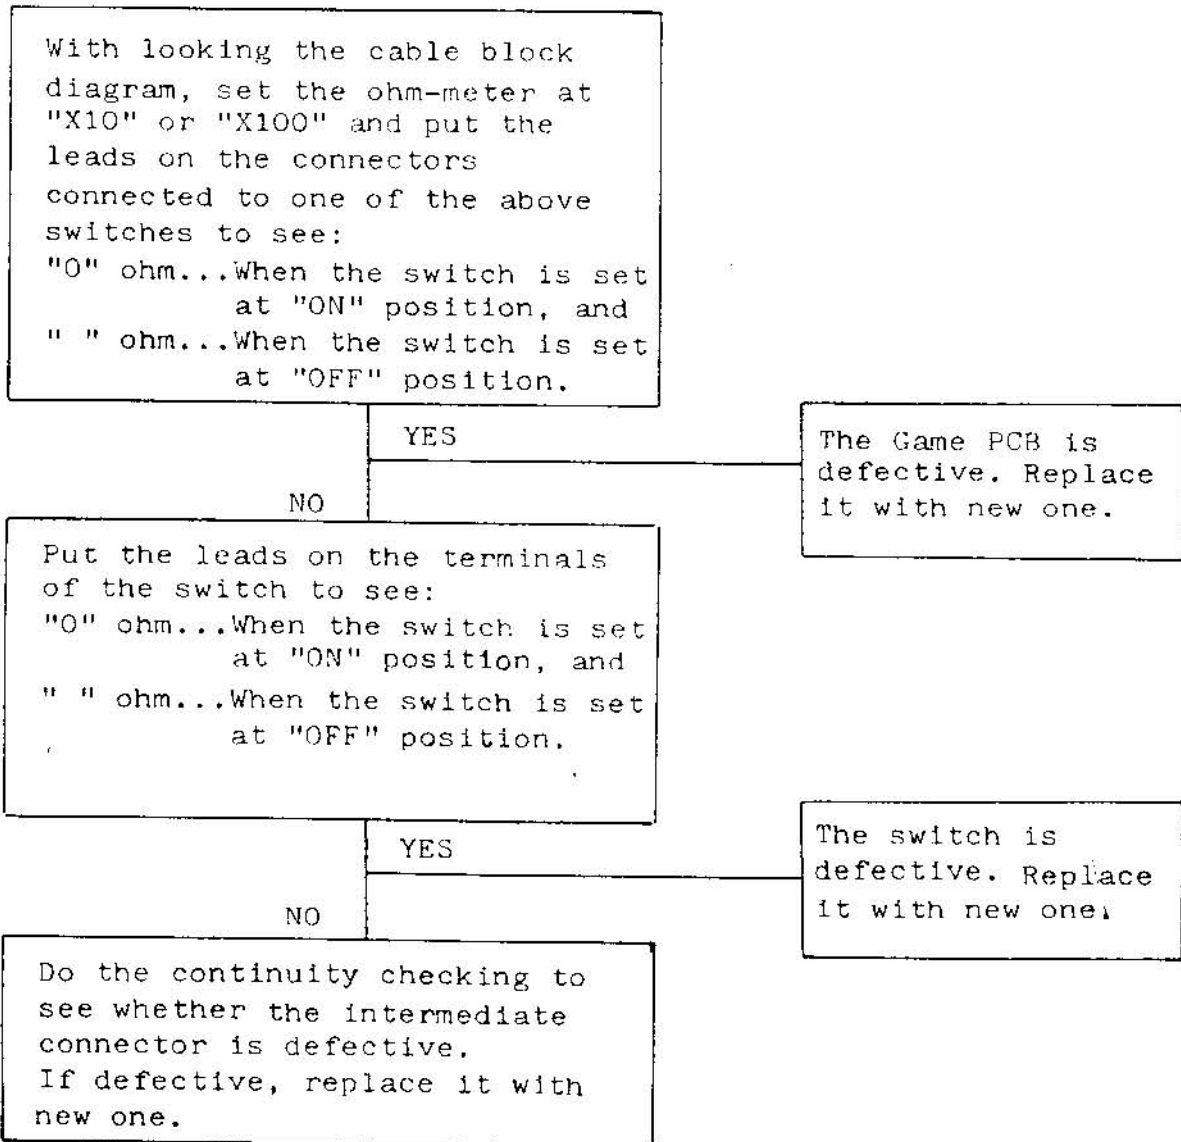 With looking the cable block
diagram, set the ohm-meter at
"X10" or "X100" and put the
leads on the connectors
connected to one of the above
switches to see:
"0" ohm...When the switch is set
at "ON" position, and
" " ohm...When the switch is set
at "OFF" position.
YES
The Game PCB is
defective. Replace
it with new one.
NO
Put the leads on the terminals
of the switch to see:
"0" ohm...When the switch is set
at "ON" position, and
" " ohm...When the switch is set
at "OFF" position.
YES
The switch is
defective. Replace
it with new one.
NO
Do the continuity checking to
see whether the intermediate
connector is defective.
If defective, replace it with
new one.